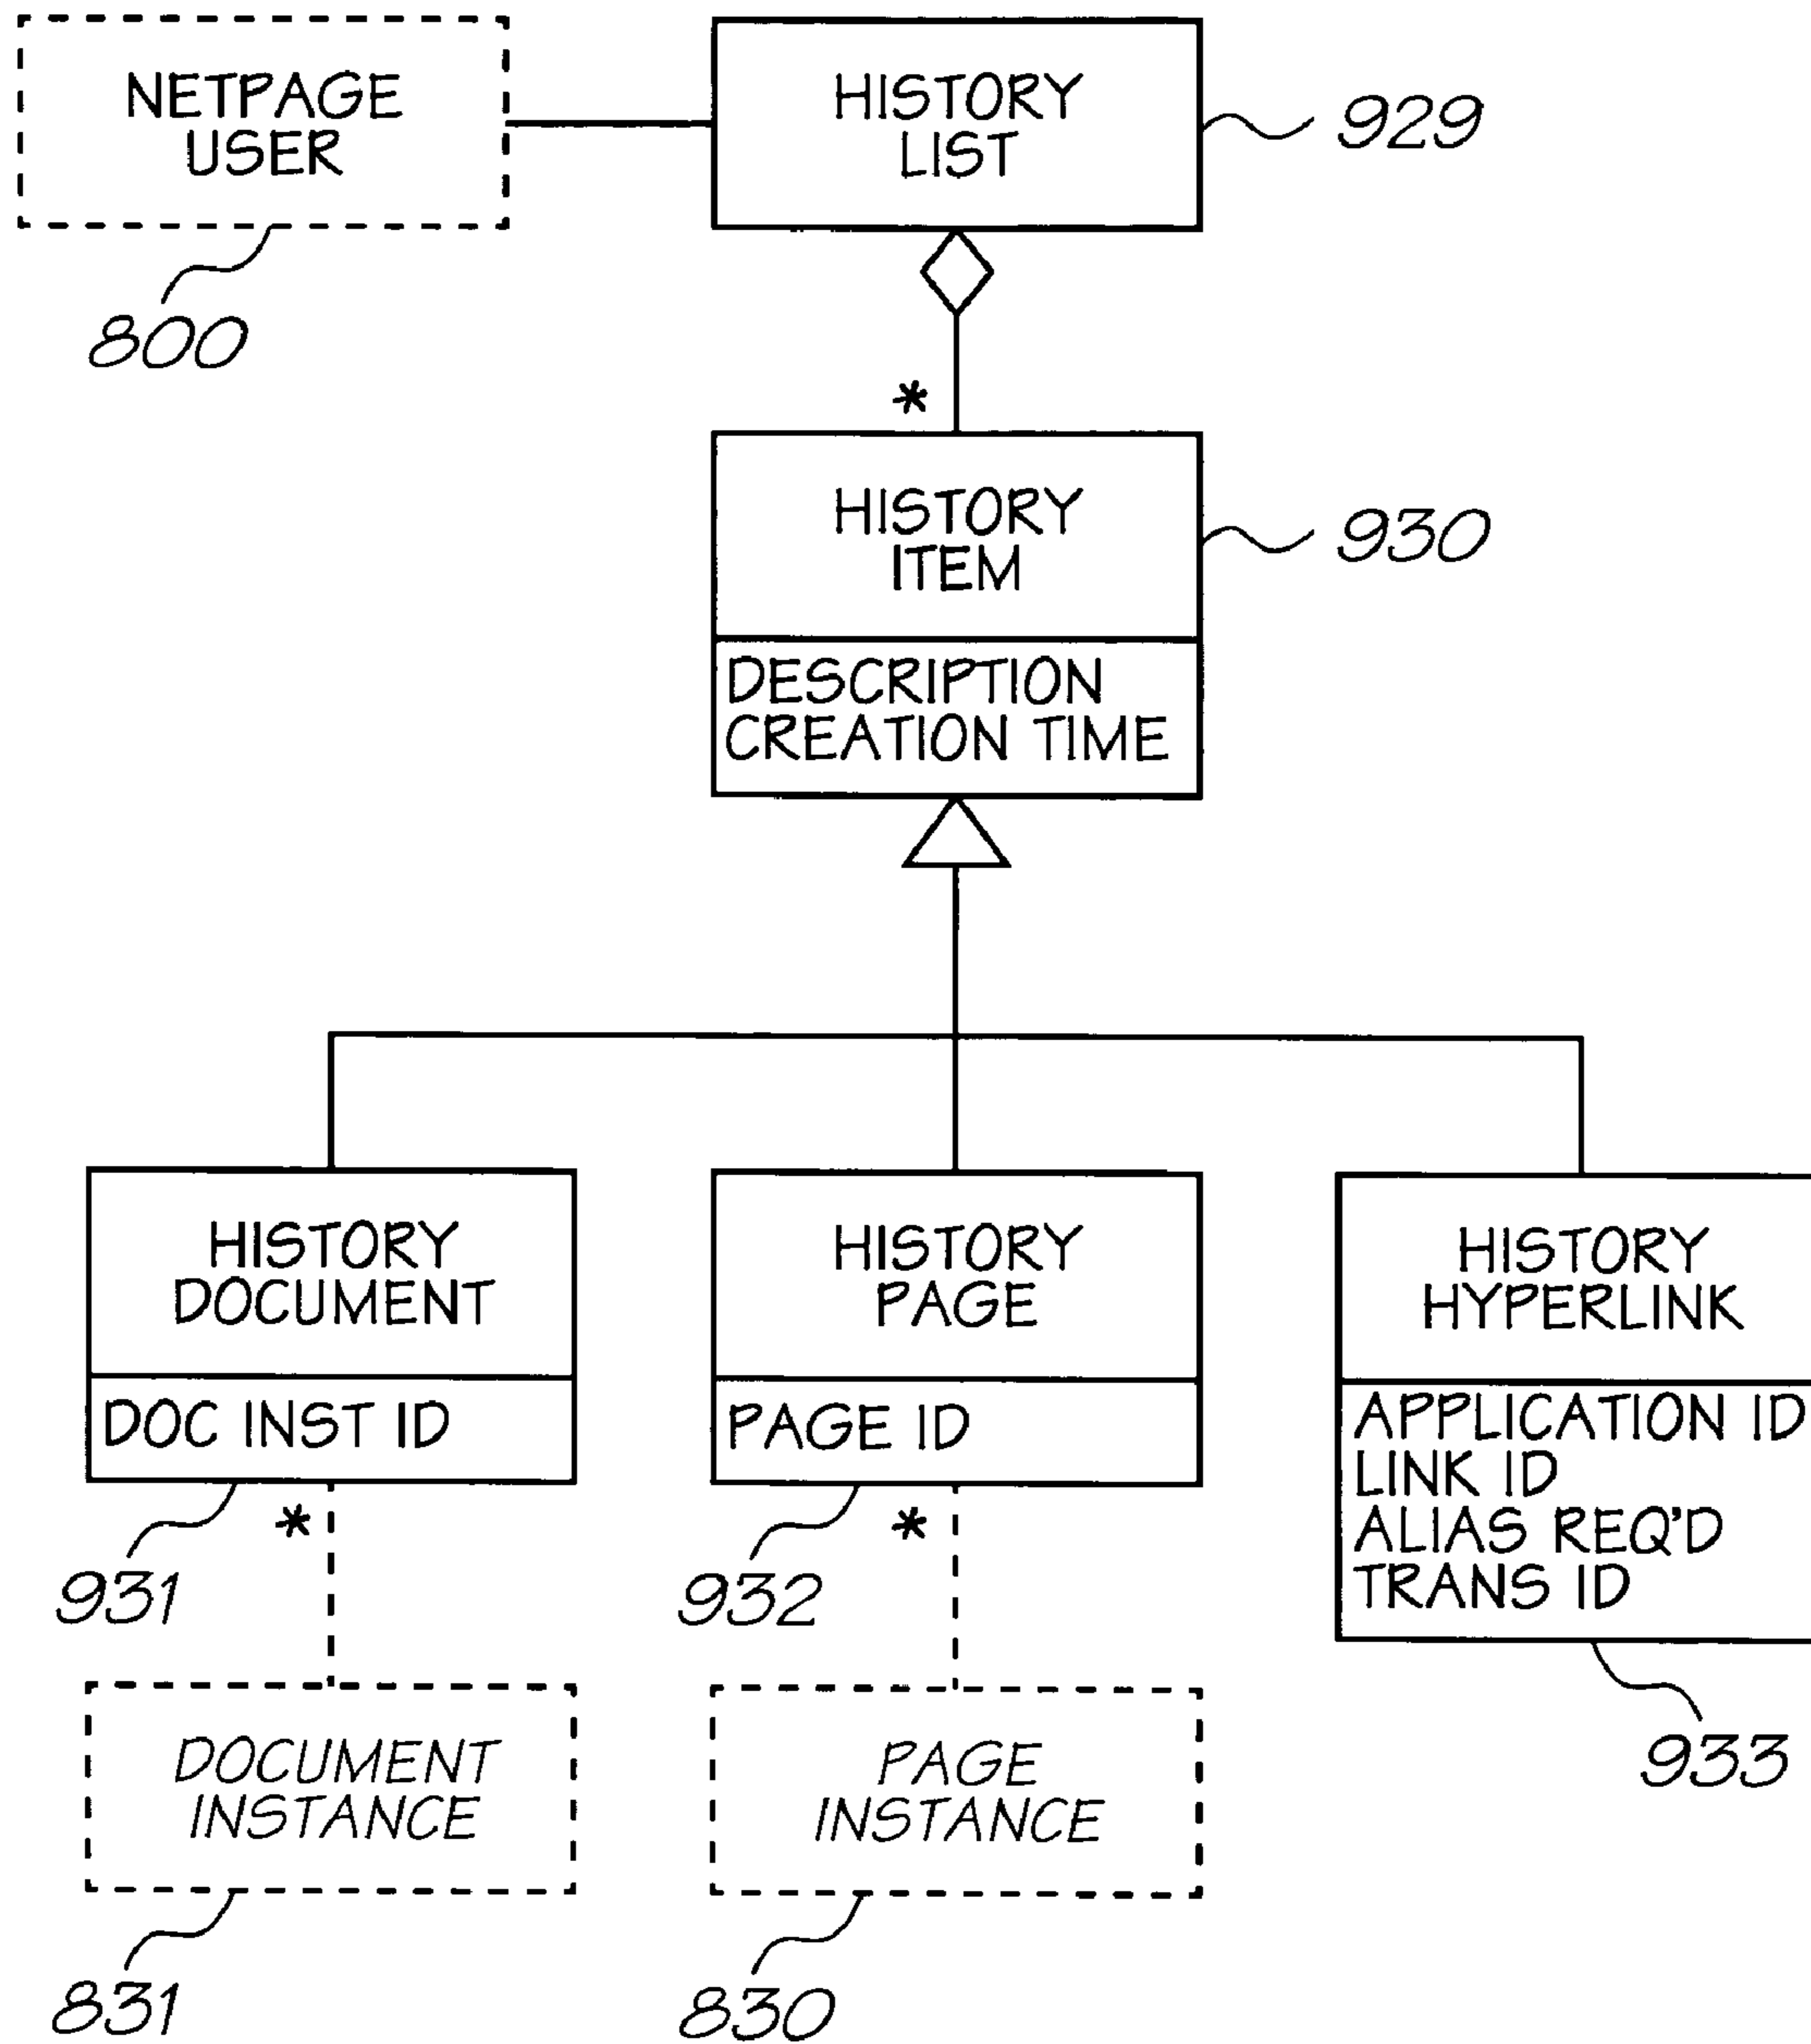 NETPAGE
USER
800
HISTORY
LIST
929
*
HISTORY
ITEM
930
DESCRIPTION
CREATION TIME
HISTORY
DOCUMENT
DOC INST ID
931
*
HISTORY
PAGE
PAGE ID
932
*
HISTORY
HYPERLINK
APPLICATION ID
LINK ID
ALIAS REQ'D
TRANS ID
933
DOCUMENT
INSTANCE
831
PAGE
INSTANCE
830